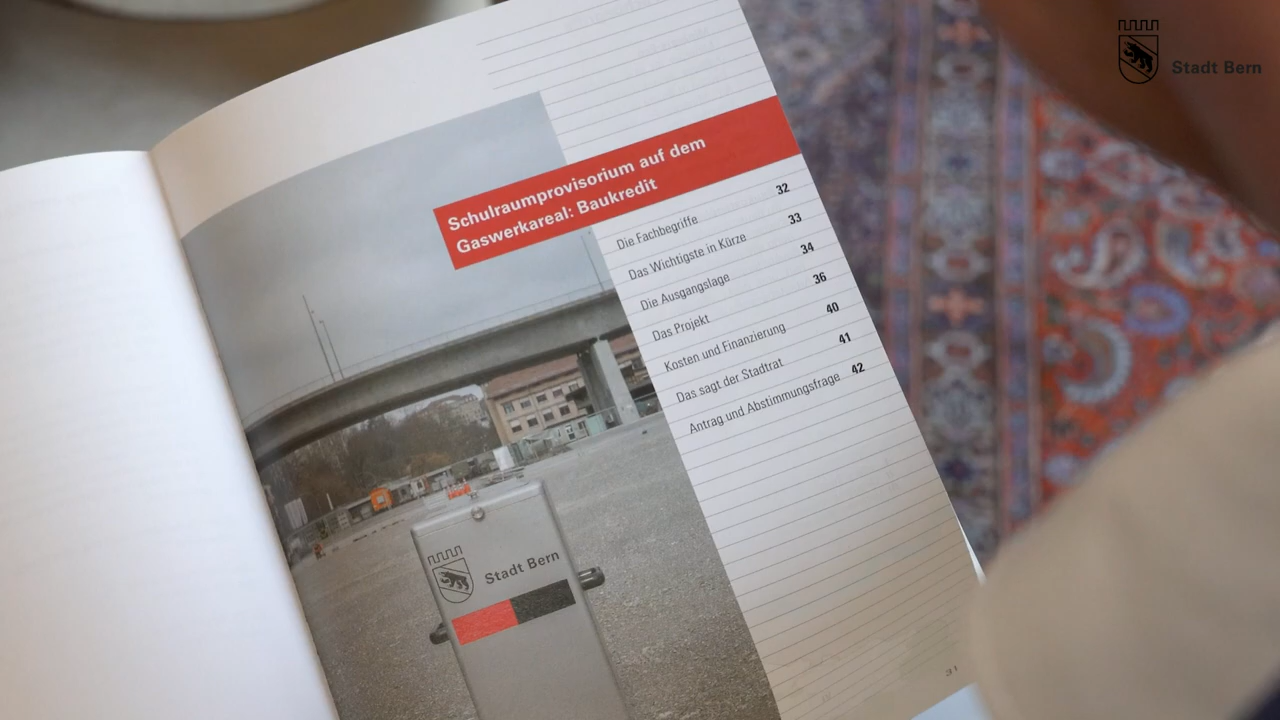 Stadt Bern
Schulraumprovisorium auf dem
Gaswerkareal: Baukredit
Die Fachbegriffe 32
Das Wichtigste in Kürze 33
Die Ausgangslage 34
Das Projekt 36
Kosten und Finanzierung 40
Das sagt der Stadtrat 41
Antrag und Abstimmungsfrage 42
Stadt Bern
31